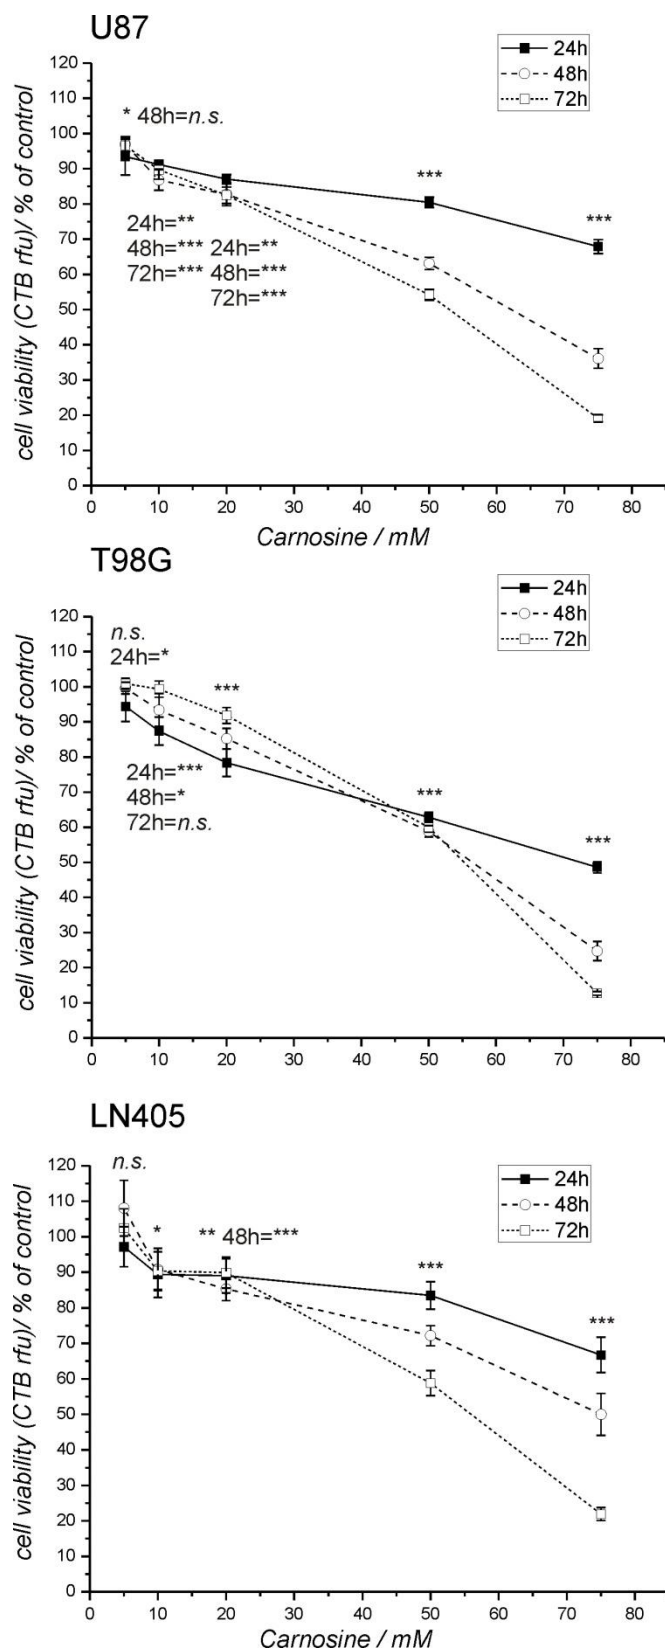 U87
24h
48h
72h
cell viability (CTB rfu)/ % of control
120
110
100
90
80
70
60
50
40
30
20
10
0
* 48h=n.s.
***
***
24h=**
48h=***
72h=***
24h=**
48h=***
72h=***
0 10 20 30 40 50 60 70 80
Carnosine / mM
T98G
24h
48h
72h
cell viability (CTB rfu)/ % of control
120
110
100
90
80
70
60
50
40
30
20
10
0
n.s.
24h=*
***
24h=***
48h=*
72h=n.s.
***
***
0 10 20 30 40 50 60 70 80
LN405
24h
48h
72h
cell viability (CTB rfu)/ % of control
120
110
100
90
80
70
60
50
40
30
20
10
0
n.s.
*
** 48h=***
***
***
0 10 20 30 40 50 60 70 80
Carnosine / mM